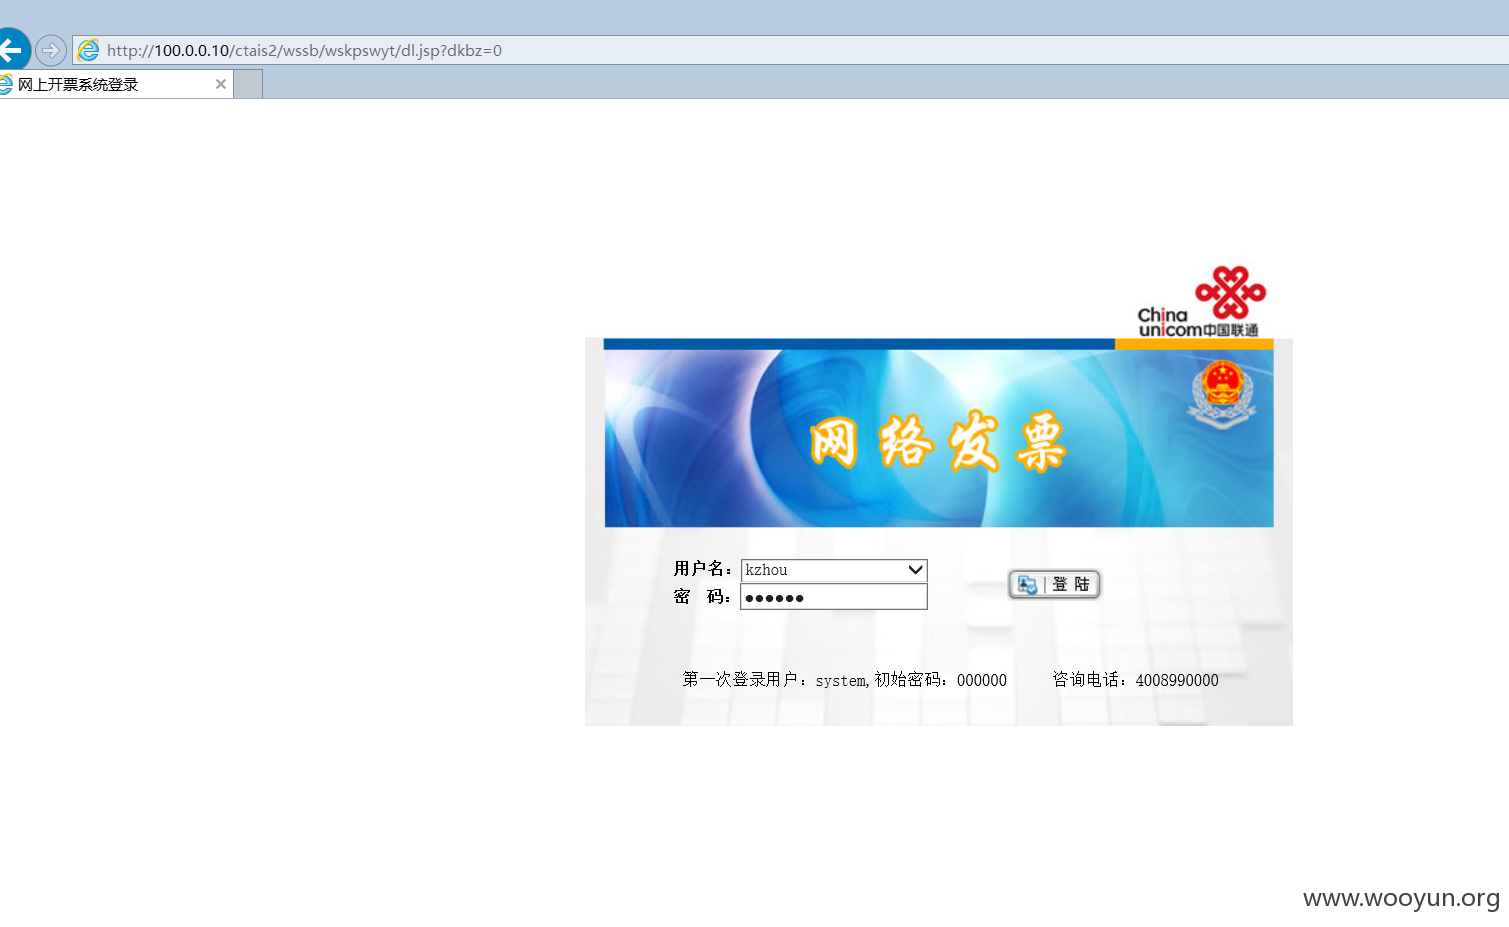 http://100.0.0.10/ctais2/wssb/wskpswyt/dl.jsp?dkbz=0
网上开票系统登录
China
unicom中国联通
网络发票
用户名：kzhou
密 码：●●●●●●
登 陆
第一次登录用户：system,初始密码：000000 咨询电话：4008990000
www.wooyun.org